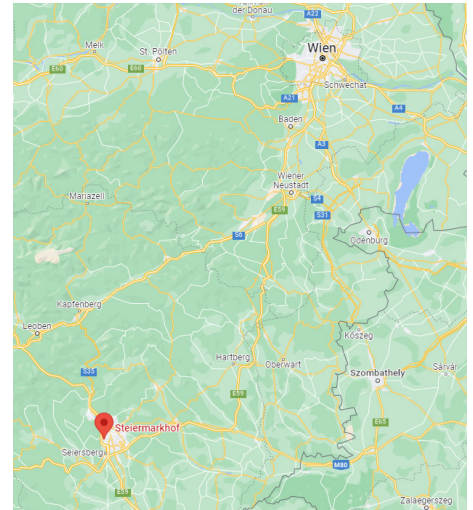 der Donau
A22
Melk
St. Pölten
Wien
E60
E60
Schwechat
A21
A4
Baden
A3
Wiener
Neustadt
Mariazell
S4
E59
S31
S6
Ödenburg
Kapfenberg
Leoben
Kőszeg
Hartberg
Oberwart
Sárvár
S35
Szombathely
E59
Steiermarkhof
E65
Seiersberg
M80
E59
Zalaegerszeg